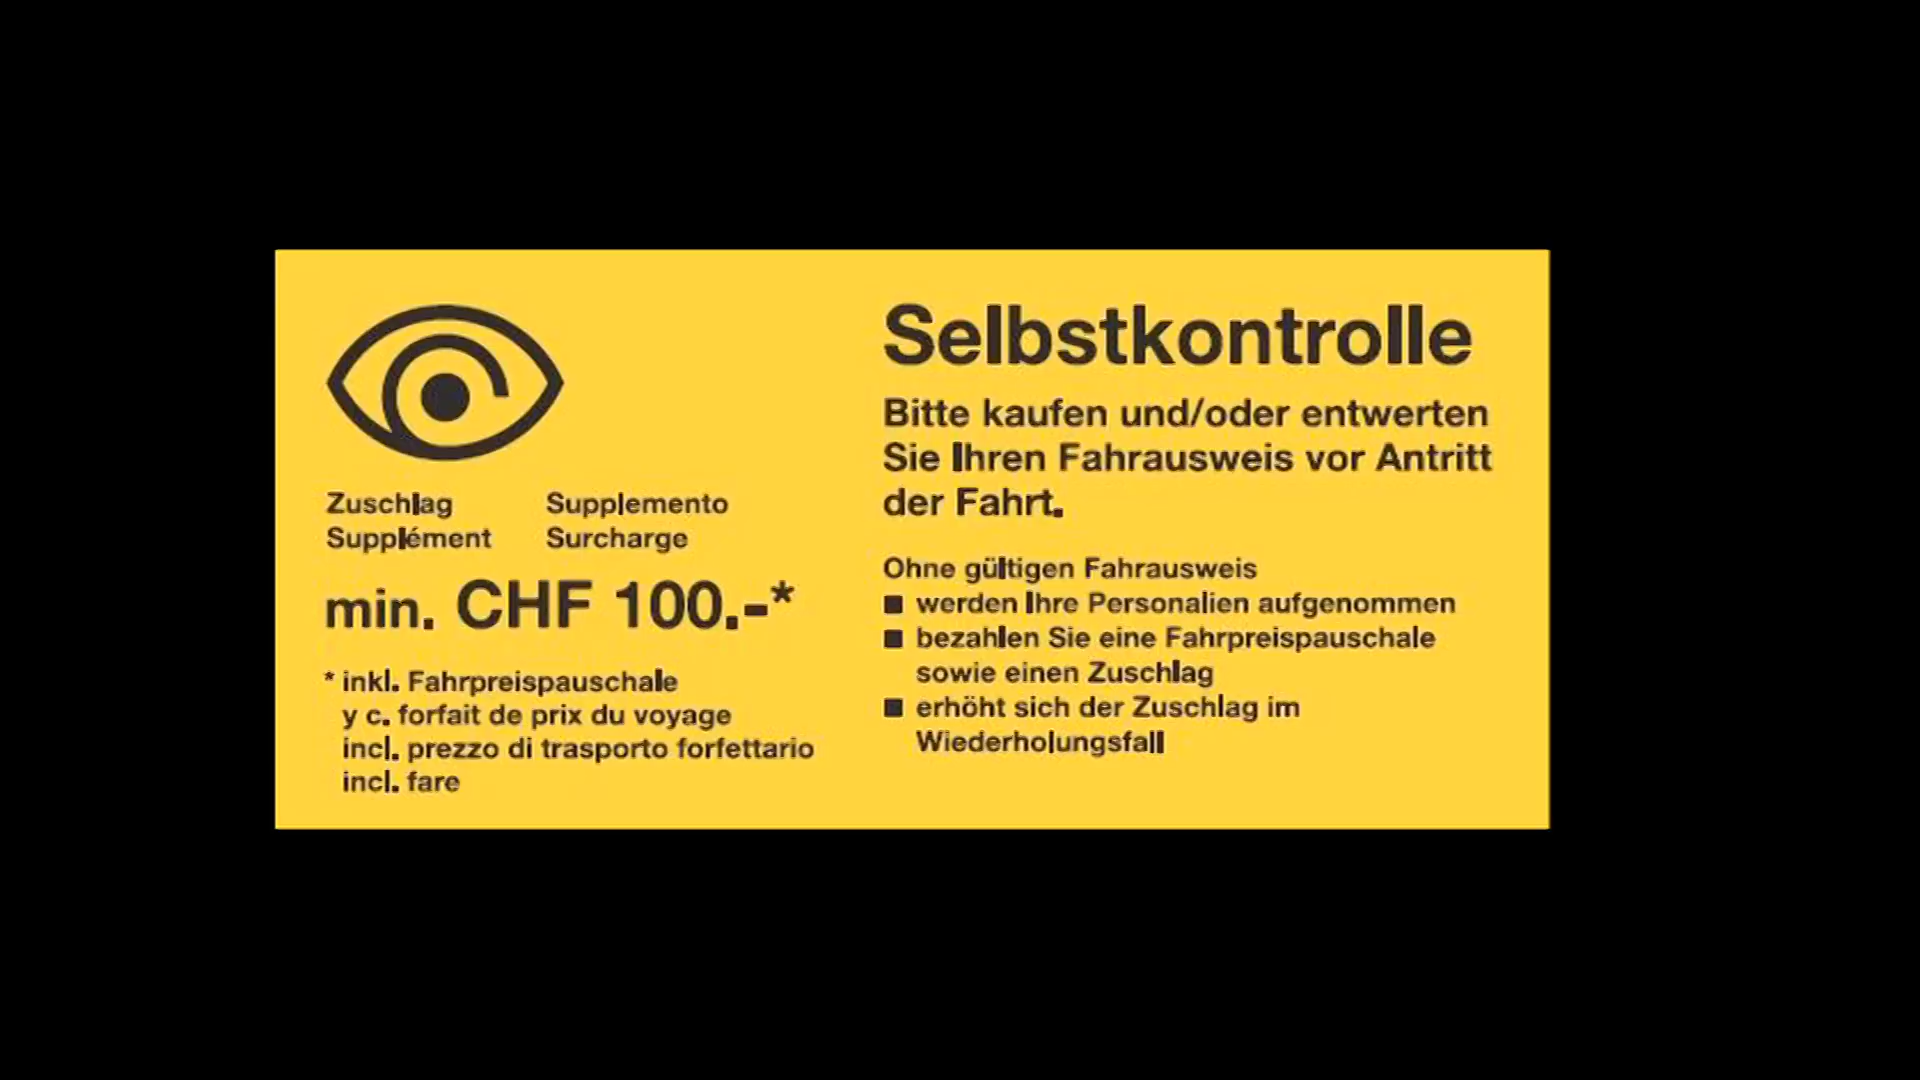 Zuschlag Supplemento
Supplément Surcharge
min. CHF 100.-*
* inkl. Fahrpreispauschale
y c. forfait de prix du voyage
incl. prezzo di trasporto forfettario
incl. fare
Selbstkontrolle
Bitte kaufen und/oder entwerten
Sie Ihren Fahrausweis vor Antritt
der Fahrt.
Ohne gültigen Fahrausweis
■ werden Ihre Personalien aufgenommen
■ bezahlen Sie eine Fahrpreispauschale
sowie einen Zuschlag
■ erhöht sich der Zuschlag im
Wiederholungsfall